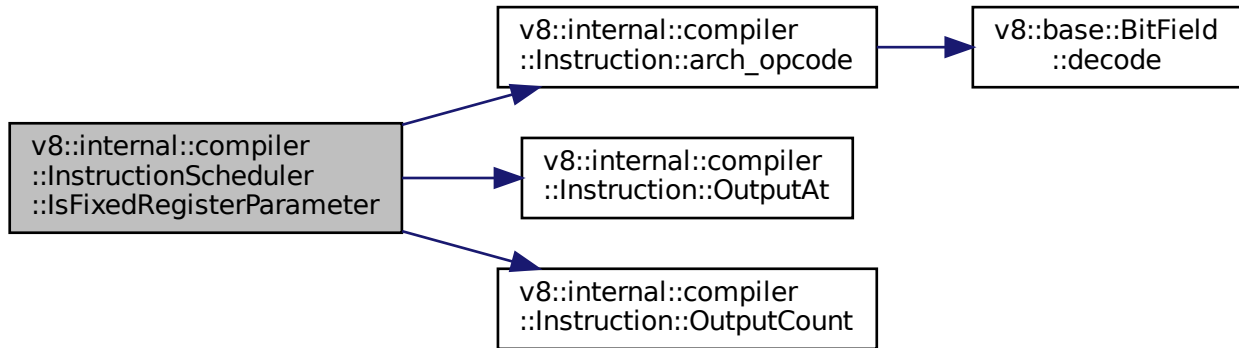 v8::internal::compiler
::InstructionScheduler
::IsFixedRegisterParameter
v8::internal::compiler
::Instruction::arch_opcode
v8::base::BitField
::decode
v8::internal::compiler
::Instruction::OutputAt
v8::internal::compiler
::Instruction::OutputCount